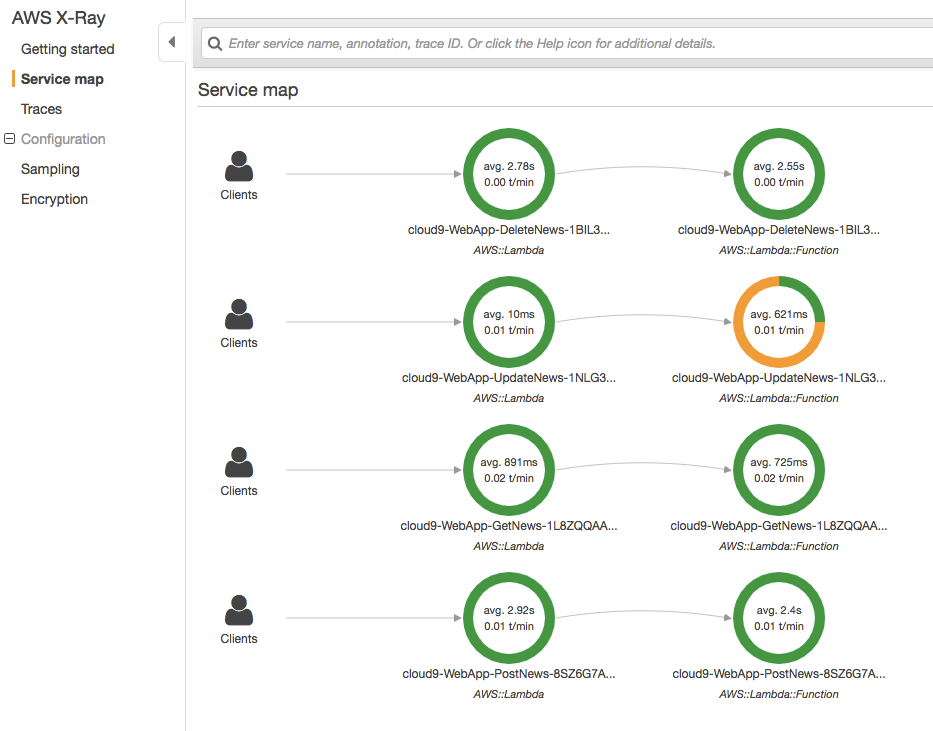 AWS X-Ray
Getting started
Service map
Traces
Configuration
Sampling
Encryption
Enter service name, annotation, trace ID. Or click the Help icon for additional details.
Service map
Clients
avg. 2.78s
0.00 t/min
cloud9-WebApp-DeleteNews-1BIL3...
AWS::Lambda
avg. 2.55s
0.00 t/min
cloud9-WebApp-DeleteNews-1BIL3...
AWS::Lambda::Function
Clients
avg. 10ms
0.01 t/min
cloud9-WebApp-UpdateNews-1NLG3...
AWS::Lambda
avg. 621ms
0.01 t/min
cloud9-WebApp-UpdateNews-1NLG3...
AWS::Lambda::Function
Clients
avg. 891ms
0.02 t/min
cloud9-WebApp-GetNews-1L8ZQQAA...
AWS::Lambda
avg. 725ms
0.02 t/min
cloud9-WebApp-GetNews-1L8ZQQAA...
AWS::Lambda::Function
Clients
avg. 2.92s
0.01 t/min
cloud9-WebApp-PostNews-8SZ6G7A...
AWS::Lambda
avg. 2.4s
0.01 t/min
cloud9-WebApp-PostNews-8SZ6G7A...
AWS::Lambda::Function